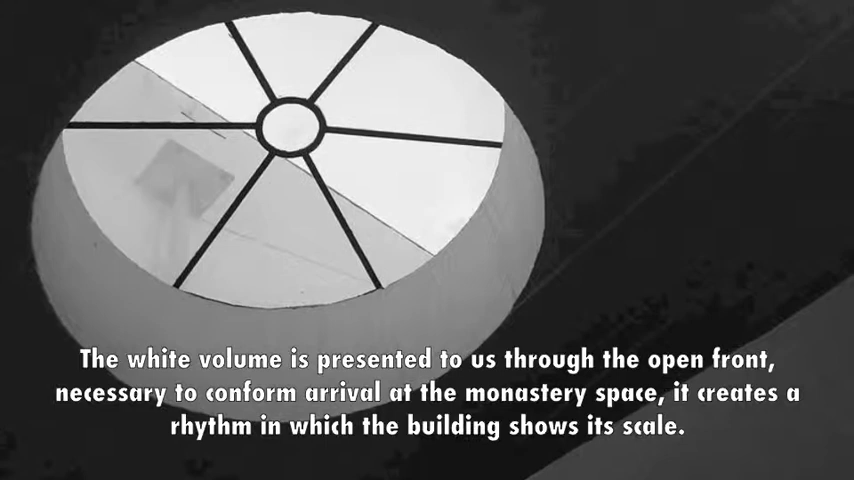 The white volume is presented to us through the open front,
necessary to conform arrival at the monastery space, it creates a
rhythm in which the building shows its scale.